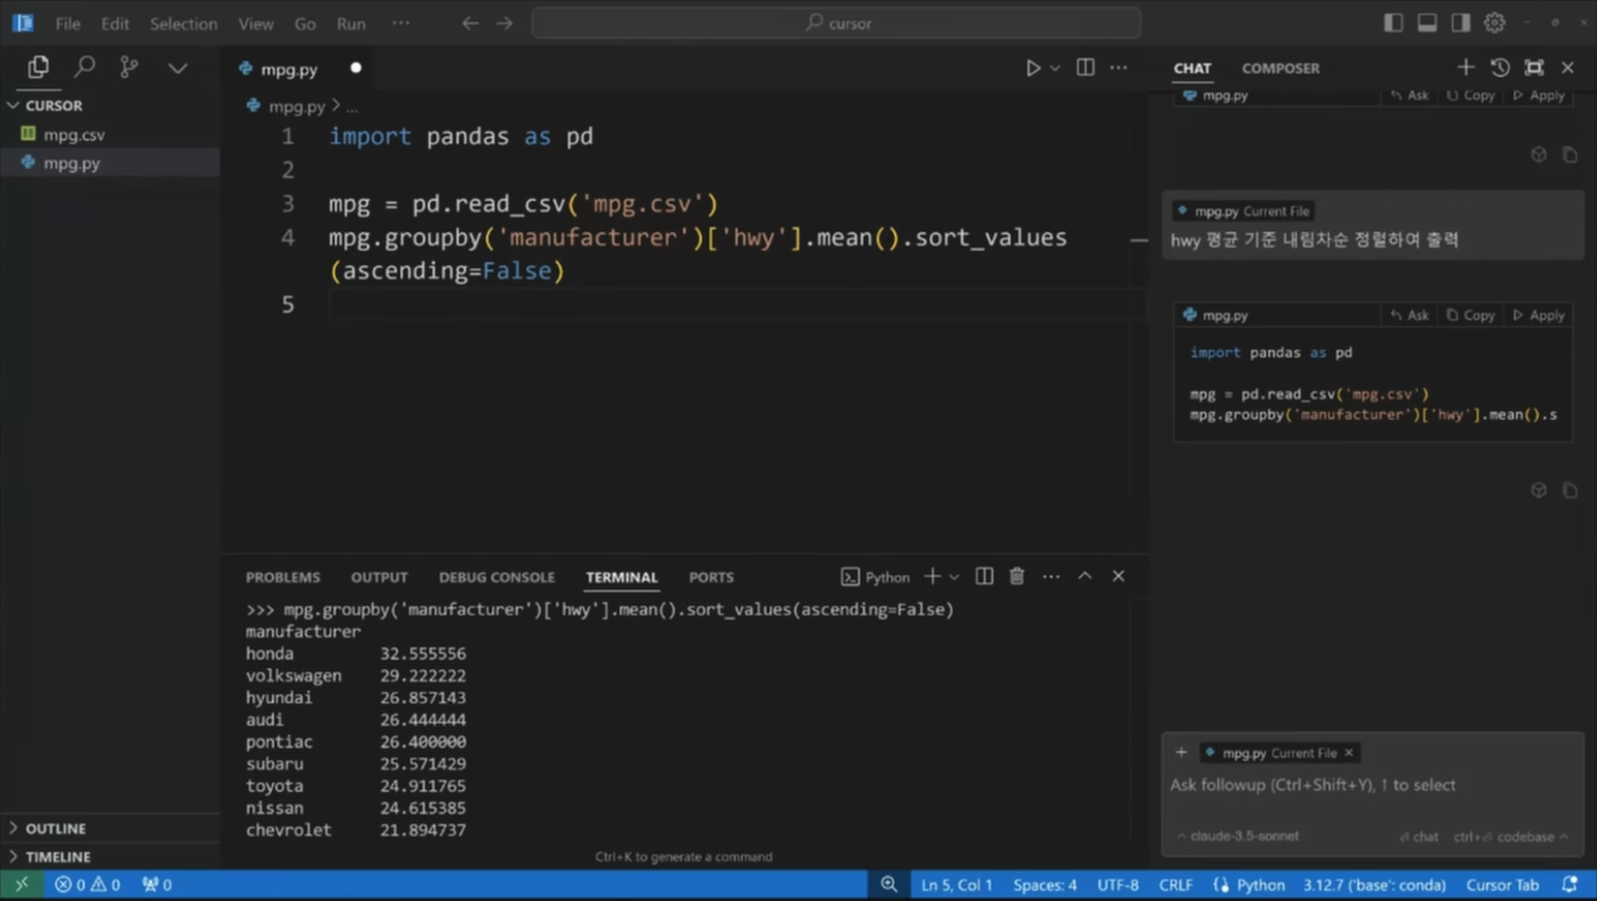 File Edit Selection View Go Run ···
cursor
CURSOR
mpg.csv
mpg.py
OUTLINE
TIMELINE
mpg.py
mpg.py > ...
1 import pandas as pd
2
3 mpg = pd.read_csv('mpg.csv')
4 mpg.groupby('manufacturer')['hwy'].mean().sort_values
(ascending=False)
5
PROBLEMS OUTPUT DEBUG CONSOLE TERMINAL PORTS
Python
>>> mpg.groupby('manufacturer')['hwy'].mean().sort_values(ascending=False)
manufacturer
honda 32.555556
volkswagen 29.222222
hyundai 26.857143
audi 26.444444
pontiac 26.400000
subaru 25.571429
toyota 24.911765
nissan 24.615385
chevrolet 21.894737
Ctrl+K to generate a command
CHAT COMPOSER
mpg.py Ask Copy Apply
mpg.py Current File
hwy 평균 기준 내림차순 정렬하여 출력
mpg.py Ask Copy Apply
import pandas as pd
mpg = pd.read_csv('mpg.csv')
mpg.groupby('manufacturer')['hwy'].mean().s
+ mpg.py Current File ×
Ask followup (Ctrl+Shift+Y), ↑ to select
^ claude-3.5-sonnet ⏎ chat ctrl+⏎ codebase ^
0 0 0
Ln 5, Col 1 Spaces: 4 UTF-8 CRLF Python 3.12.7 ('base': conda) Cursor Tab